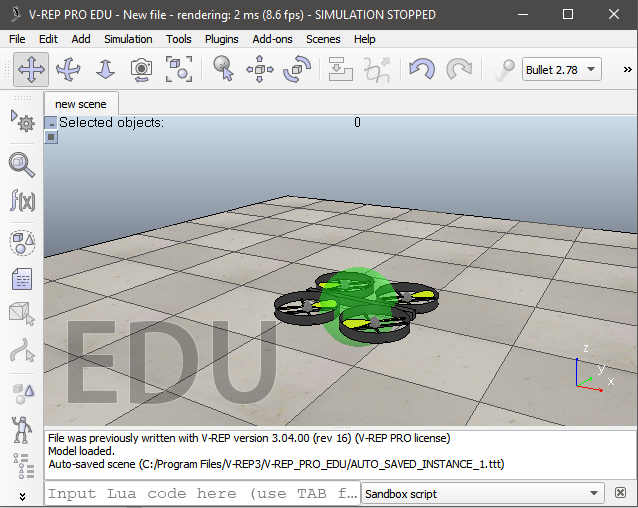 V-REP PRO EDU - New file - rendering: 2 ms (8.6 fps) - SIMULATION STOPPED
File Edit Add Simulation Tools Plugins Add-ons Scenes Help
Bullet 2.78 »
new scene
Selected objects: 0
f(x)
EDU
z
y
x
File was previously written with V-REP version 3.04.00 (rev 16) (V-REP PRO license)
Model loaded.
Auto-saved scene (C:/Program Files/V-REP3/V-REP_PRO_EDU/AUTO_SAVED_INSTANCE_1.ttt)
Input Lua code here (use TAB f... Sandbox script